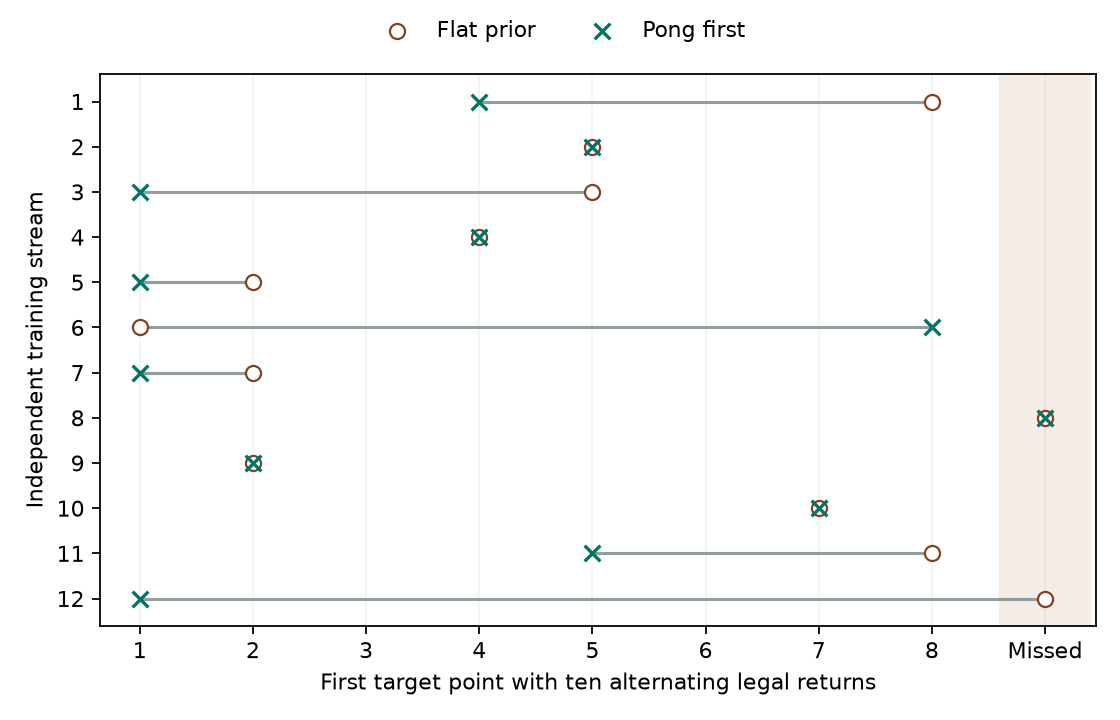 Flat prior
Pong first
Independent training stream
1
2
3
4
5
6
7
8
9
10
11
12
1 2 3 4 5 6 7 8 Missed
First target point with ten alternating legal returns